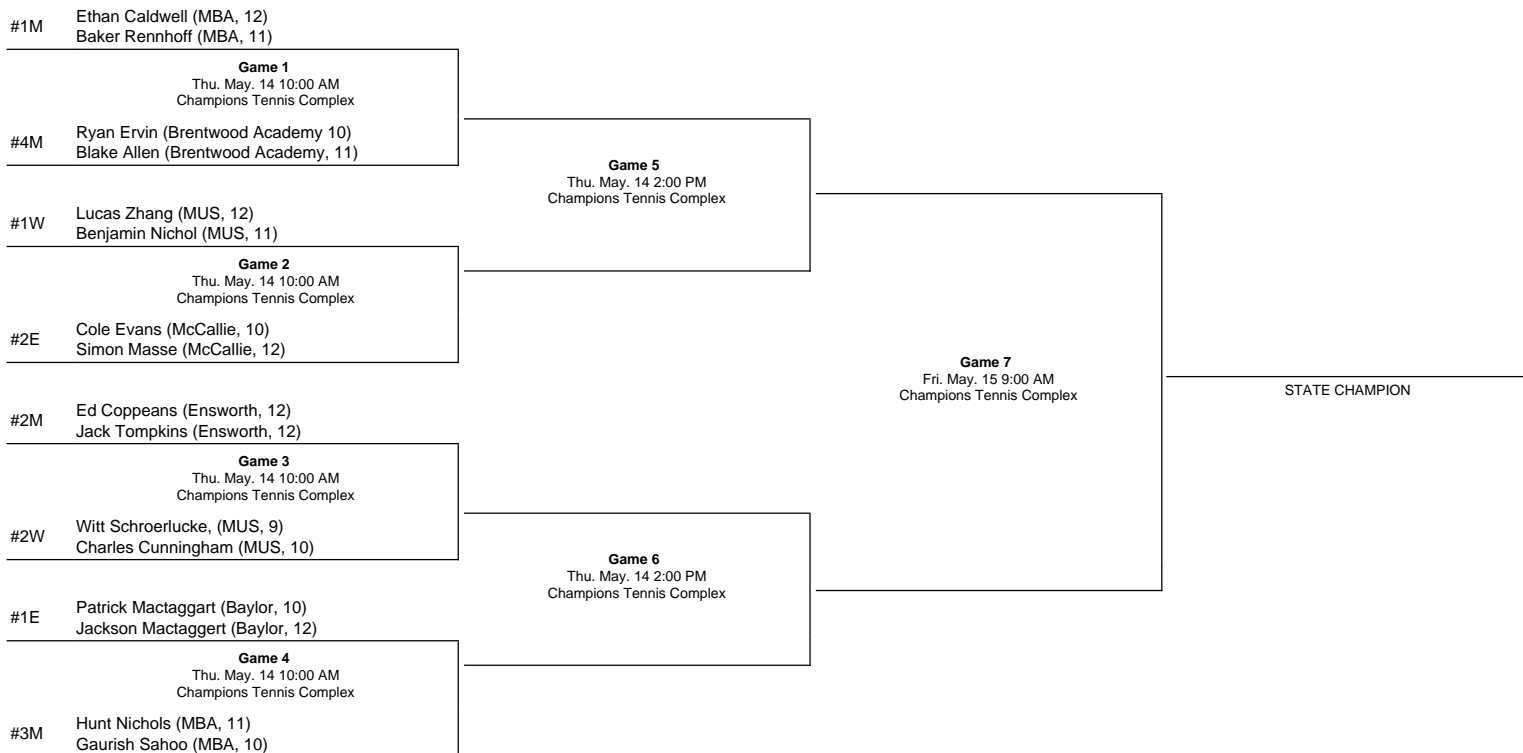 #1M
Ethan Caldwell (MBA, 12)
Baker Rennhoff (MBA, 11)
Game 1
Thu. May. 14 10:00 AM
Champions Tennis Complex
#4M
Ryan Ervin (Brentwood Academy 10)
Blake Allen (Brentwood Academy, 11)
Game 5
Thu. May. 14 2:00 PM
Champions Tennis Complex
#1W
Lucas Zhang (MUS, 12)
Benjamin Nichol (MUS, 11)
Game 2
Thu. May. 14 10:00 AM
Champions Tennis Complex
#2E
Cole Evans (McCallie, 10)
Simon Masse (McCallie, 12)
Game 7
Fri. May. 15 9:00 AM
Champions Tennis Complex
STATE CHAMPION
#2M
Ed Coppeans (Ensworth, 12)
Jack Tompkins (Ensworth, 12)
Game 3
Thu. May. 14 10:00 AM
Champions Tennis Complex
#2W
Witt Schroerlucke, (MUS, 9)
Charles Cunningham (MUS, 10)
Game 6
Thu. May. 14 2:00 PM
Champions Tennis Complex
#1E
Patrick Mactaggart (Baylor, 10)
Jackson Mactaggert (Baylor, 12)
Game 4
Thu. May. 14 10:00 AM
Champions Tennis Complex
#3M
Hunt Nichols (MBA, 11)
Gaurish Sahoo (MBA, 10)